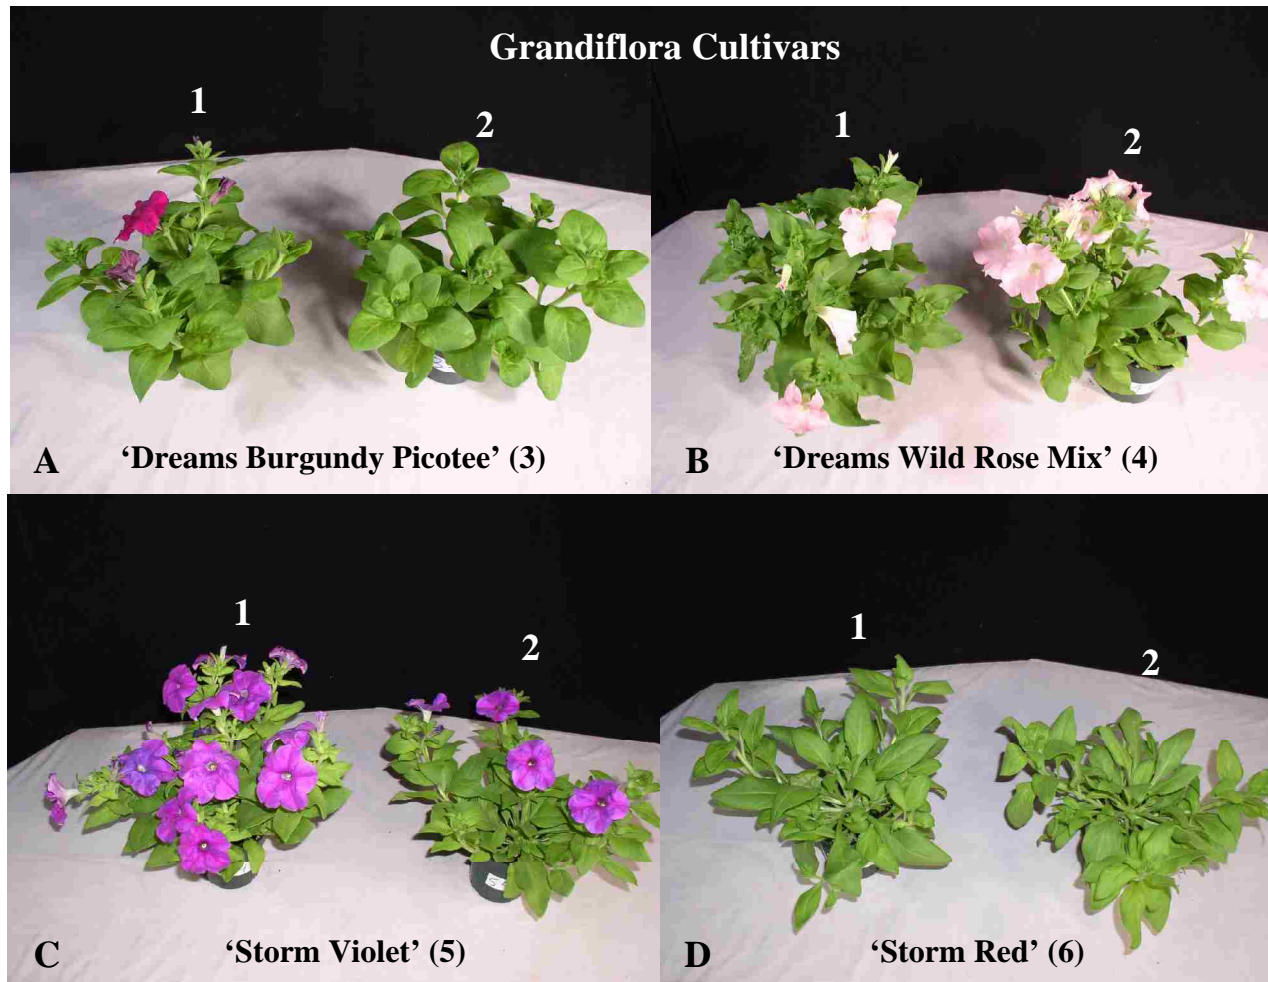 Grandiflora Cultivars
1
2
A
‘Dreams Burgundy Picotee’ (3)
1
2
B
‘Dreams Wild Rose Mix’ (4)
1
2
C
‘Storm Violet’ (5)
1
2
D
‘Storm Red’ (6)